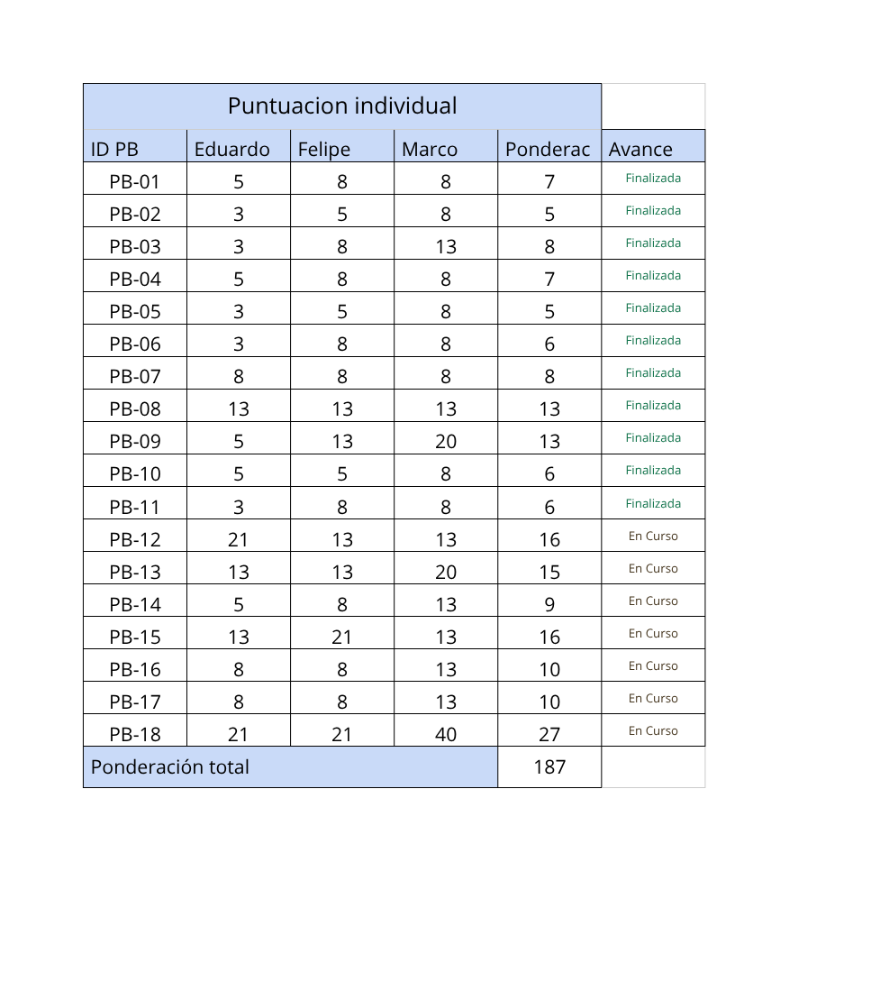 Puntuacion individual
ID PB Eduardo Felipe Marco Ponderac Avance
PB-01 5 8 8 7 Finalizada
PB-02 3 5 8 5 Finalizada
PB-03 3 8 13 8 Finalizada
PB-04 5 8 8 7 Finalizada
PB-05 3 5 8 5 Finalizada
PB-06 3 8 8 6 Finalizada
PB-07 8 8 8 8 Finalizada
PB-08 13 13 13 13 Finalizada
PB-09 5 13 20 13 Finalizada
PB-10 5 5 8 6 Finalizada
PB-11 3 8 8 6 Finalizada
PB-12 21 13 13 16 En Curso
PB-13 13 13 20 15 En Curso
PB-14 5 8 13 9 En Curso
PB-15 13 21 13 16 En Curso
PB-16 8 8 13 10 En Curso
PB-17 8 8 13 10 En Curso
PB-18 21 21 40 27 En Curso
Ponderación total 187